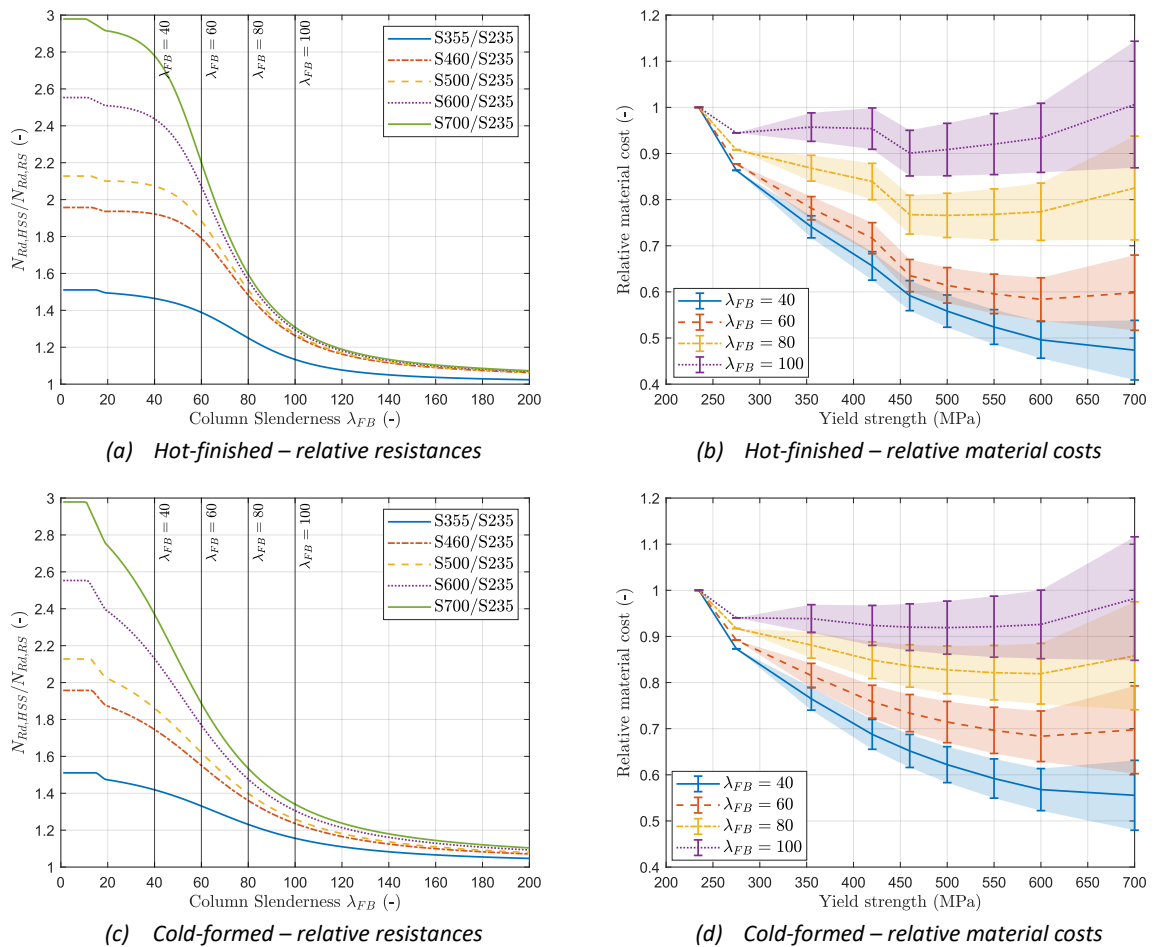 3
2.8
2.6
2.4
2.2
2
1.8
1.6
1.4
1.2
1
N_{Rd,HSS}/N_{Rd,RS} (-)
λ_{FB} = 40
λ_{FB} = 60
λ_{FB} = 80
λ_{FB} = 100
S355/S235
S460/S235
S500/S235
S600/S235
S700/S235
0 20 40 60 80 100 120 140 160 180 200
Column Slenderness λ_{FB} (-)
(a) Hot-finished – relative resistances
1.2
1.1
1
0.9
0.8
0.7
0.6
0.5
0.4
Relative material cost (-)
λ_{FB} = 40
λ_{FB} = 60
λ_{FB} = 80
λ_{FB} = 100
200 250 300 350 400 450 500 550 600 650 700
Yield strength (MPa)
(b) Hot-finished – relative material costs
3
2.8
2.6
2.4
2.2
2
1.8
1.6
1.4
1.2
1
N_{Rd,HSS}/N_{Rd,RS} (-)
λ_{FB} = 40
λ_{FB} = 60
λ_{FB} = 80
λ_{FB} = 100
S355/S235
S460/S235
S500/S235
S600/S235
S700/S235
0 20 40 60 80 100 120 140 160 180 200
Column Slenderness λ_{FB} (-)
(c) Cold-formed – relative resistances
1.2
1.1
1
0.9
0.8
0.7
0.6
0.5
0.4
Relative material cost (-)
λ_{FB} = 40
λ_{FB} = 60
λ_{FB} = 80
λ_{FB} = 100
200 250 300 350 400 450 500 550 600 650 700
Yield strength (MPa)
(d) Cold-formed – relative material costs